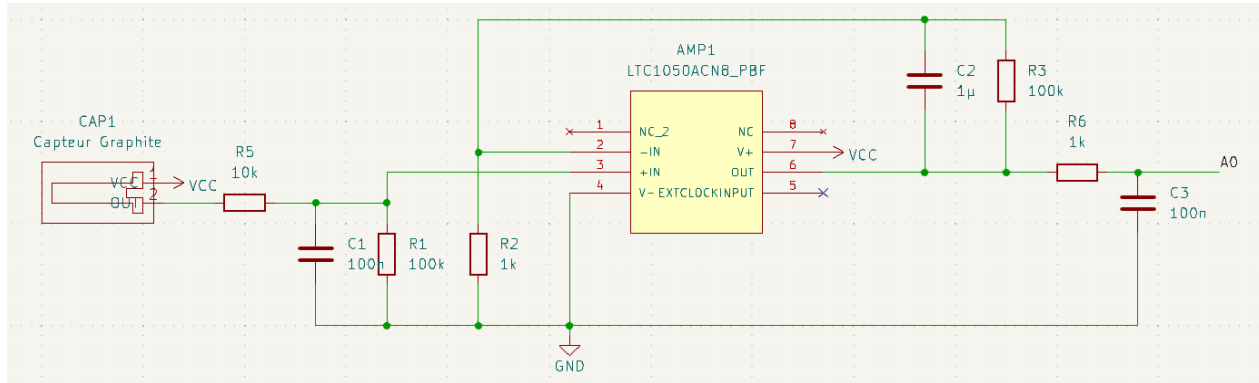 AMP1
LTC1050ACN8_PBF
C2
1µ
R3
100k
CAP1
Capteur Graphite
R5
10k
R6
1k
1
NC_2
NC
8
2
-IN
V+
7
VCC
3
+IN
OUT
6
4
V-
EXTCLOCKINPUT
5
VCC
1
VCC
OUT
2
A0
C3
100n
C1
100n
R1
100k
R2
1k
GND